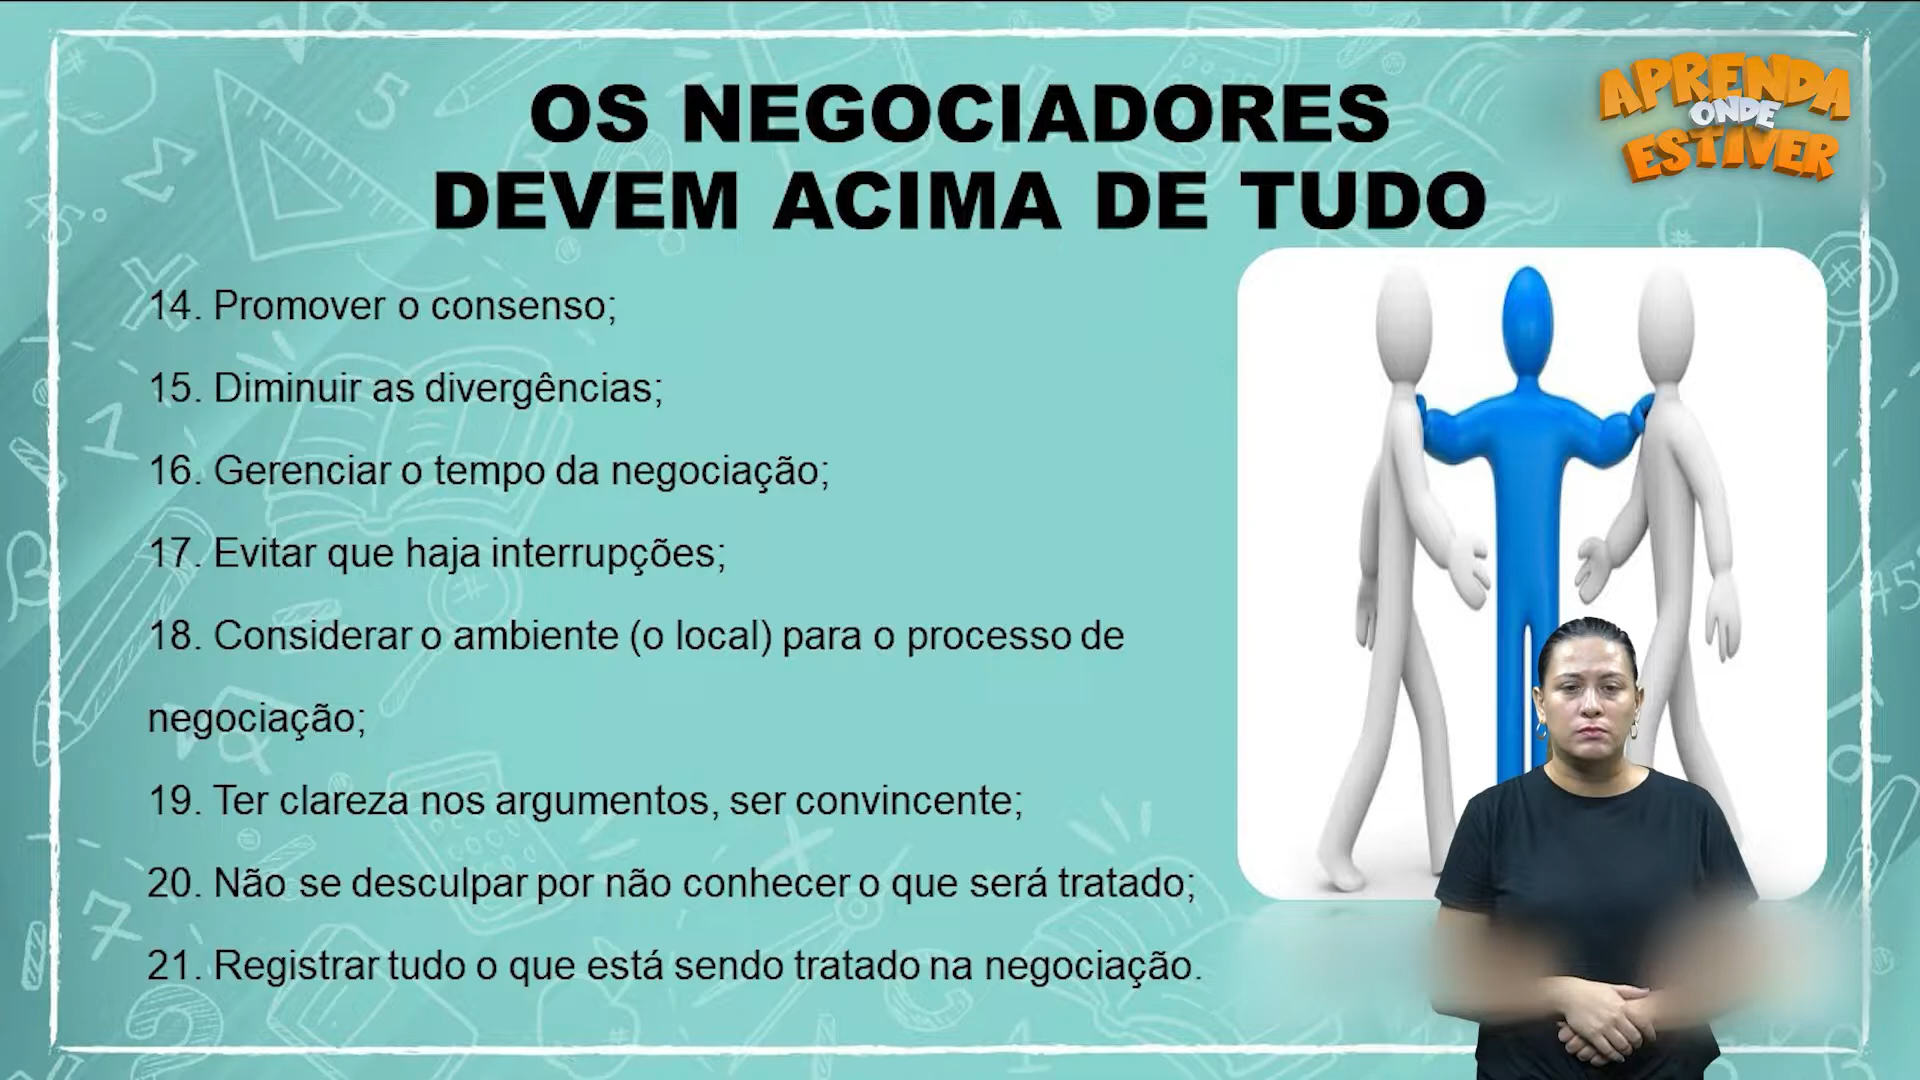 OS NEGOCIADORES
DEVEM ACIMA DE TUDO
APRENDA
ONDE
ESTIVER
14. Promover o consenso;
15. Diminuir as divergências;
16. Gerenciar o tempo da negociação;
17. Evitar que haja interrupções;
18. Considerar o ambiente (o local) para o processo de
negociação;
19. Ter clareza nos argumentos, ser convincente;
20. Não se desculpar por não conhecer o que será tratado;
21. Registrar tudo o que está sendo tratado na negociação.